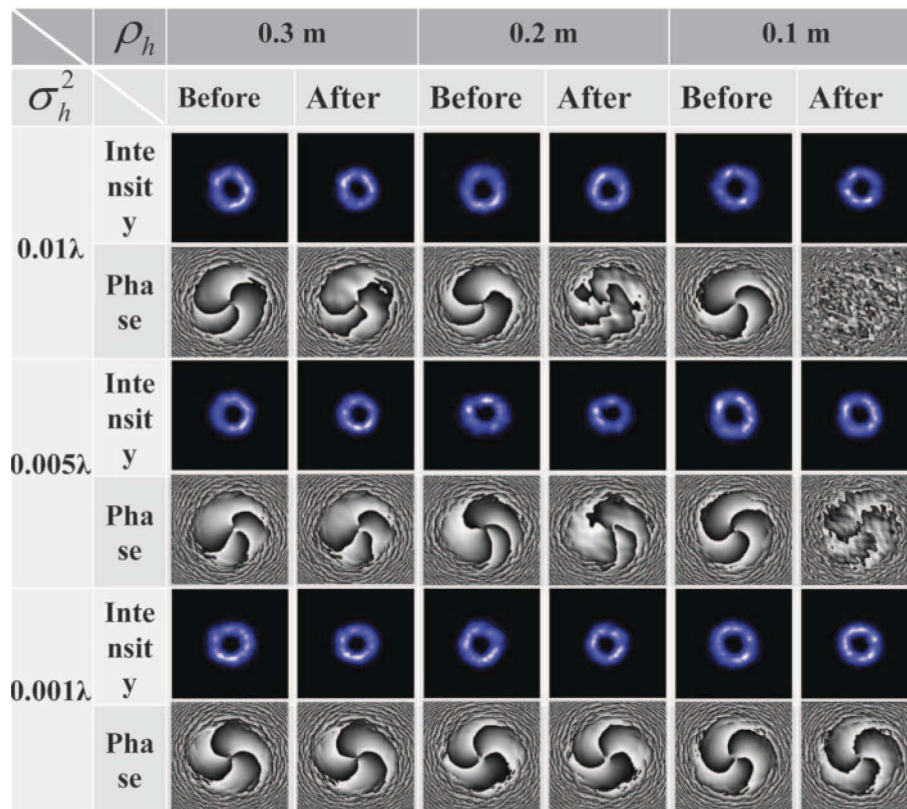 ρh 0.3 m 0.2 m 0.1 m
σ²h Before After Before After Before After
0.01λ
Inte
nsit
y
Pha
se
0.005λ
Inte
nsit
y
Pha
se
0.001λ
Inte
nsit
y
Pha
se